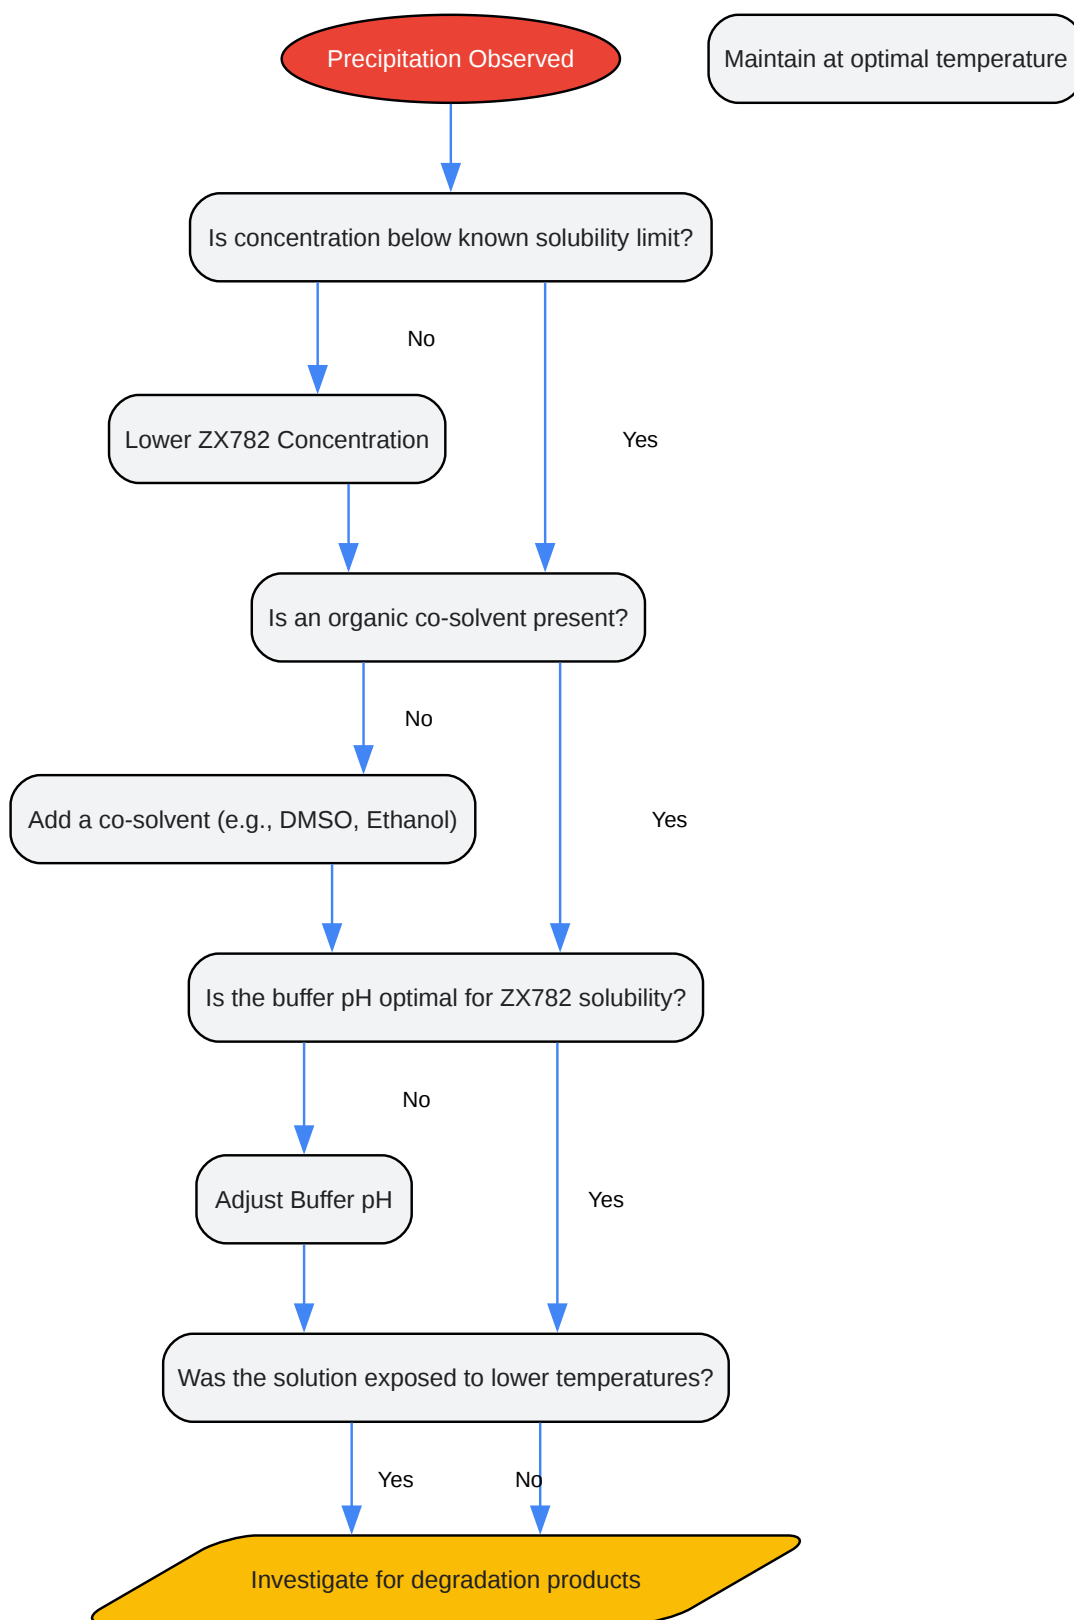 Precipitation Observed
Maintain at optimal temperature
Is concentration below known solubility limit?
No
Lower ZX782 Concentration
Yes
Is an organic co-solvent present?
No
Add a co-solvent (e.g., DMSO, Ethanol)
Yes
Is the buffer pH optimal for ZX782 solubility?
No
Adjust Buffer pH
Yes
Was the solution exposed to lower temperatures?
Yes
No
Investigate for degradation products